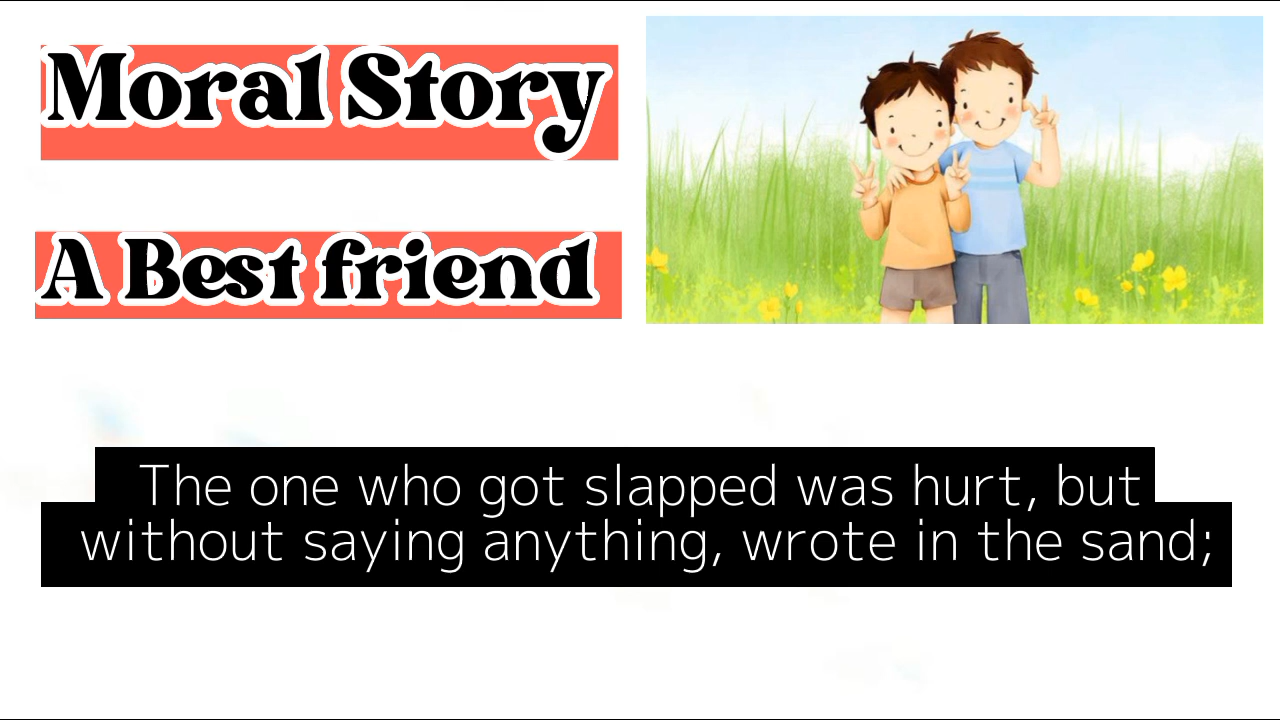 Moral Story
A Best friend
The one who got slapped was hurt, but
without saying anything, wrote in the sand;